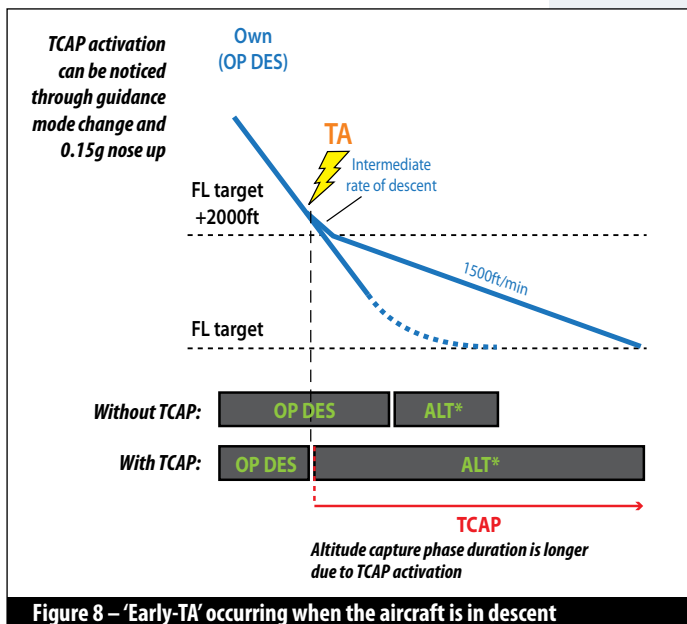 TCAP activation
can be noticed
through guidance
mode change and
0.15g nose up
Own
(OP DES)
TA
Intermediate
rate of descent
FL target
+2000ft
1500ft/min
FL target
Without TCAP:
OP DES
ALT*
With TCAP:
OP DES
ALT*
TCAP
Altitude capture phase duration is longer
due to TCAP activation
Figure 8 – ‘Early-TA’ occurring when the aircraft is in descent